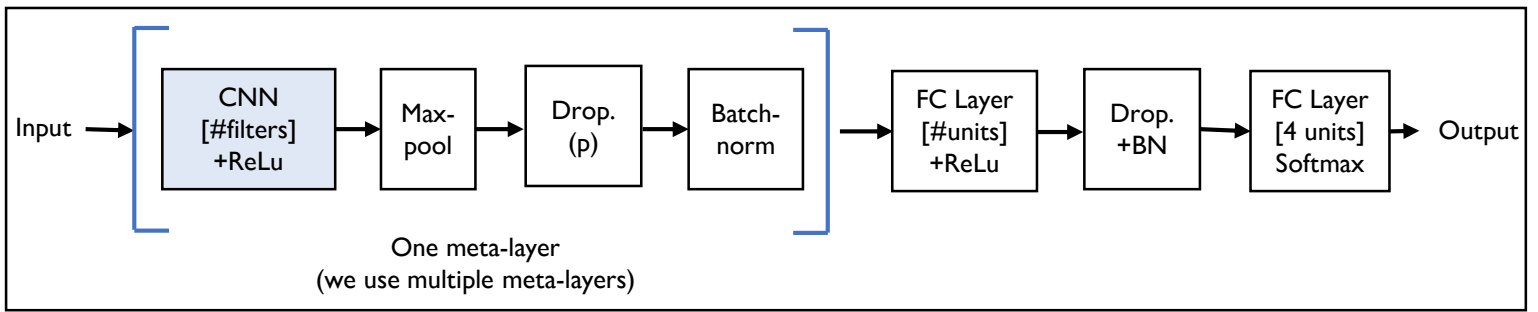 Input
CNN
[#filters]
+ReLu
Max-
pool
Drop.
(p)
Batch-
norm
FC Layer
[#units]
+ReLu
Drop.
+BN
FC Layer
[4 units]
Softmax
Output
One meta-layer
(we use multiple meta-layers)